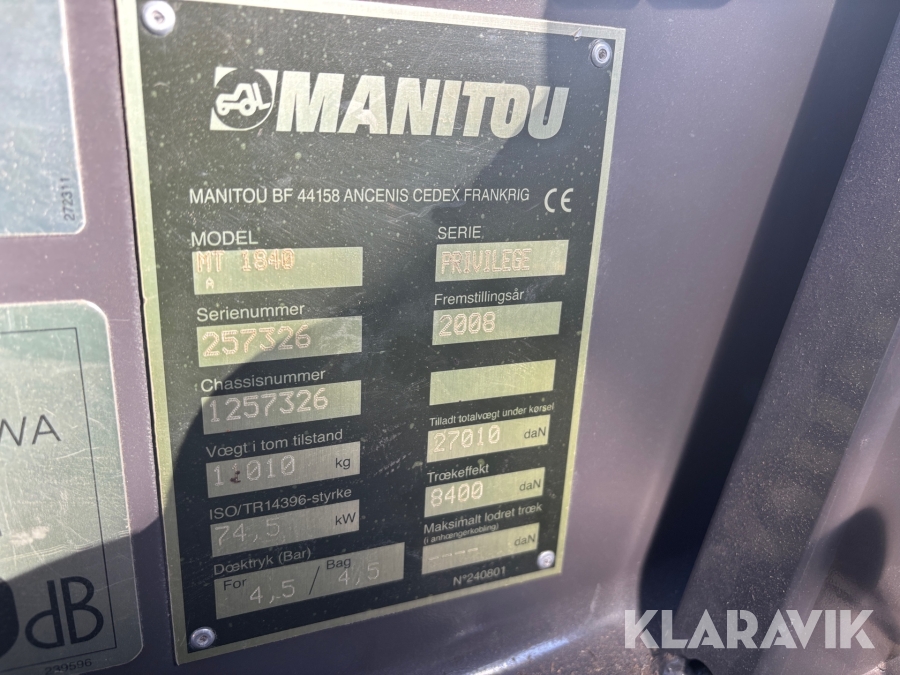 MANITOU
MANITOU BF 44158 ANCENIS CEDEX FRANKRIG CE
MODEL
MT 1840
A
SERIE
PRIVILEGE
Serienummer
257326
Fremstillingsår
2008
Chassisnummer
1257326
Vægt i tom tilstand
11010 kg
Tilladt totalvægt under kørsel
27010 daN
ISO/TR14396-styrke
74,5 kW
Trækeffekt
8400 daN
Dæktryk (Bar)
For Bag
4,5 / 4,5
Maksimalt lodret træk
(i anhængerkobling)
---- daN
N°240801
272311
WA
dB
KLARAVIK